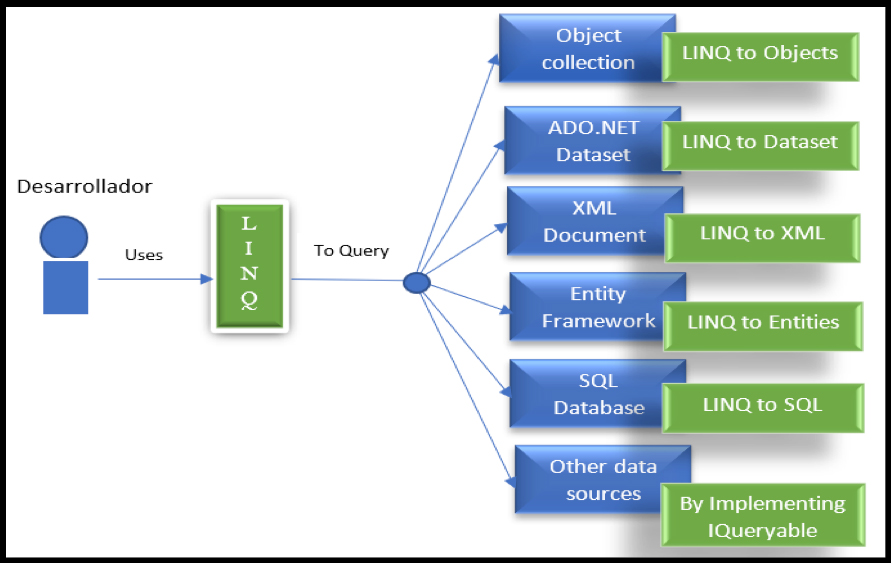 Desarrollador
Uses
L
I
N
Q
To Query
Object
collection
LINQ to Objects
ADO.NET
Dataset
LINQ to Dataset
XML
Document
LINQ to XML
Entity
Framework
LINQ to Entities
SQL
Database
LINQ to SQL
Other data
sources
By Implementing
IQueryable